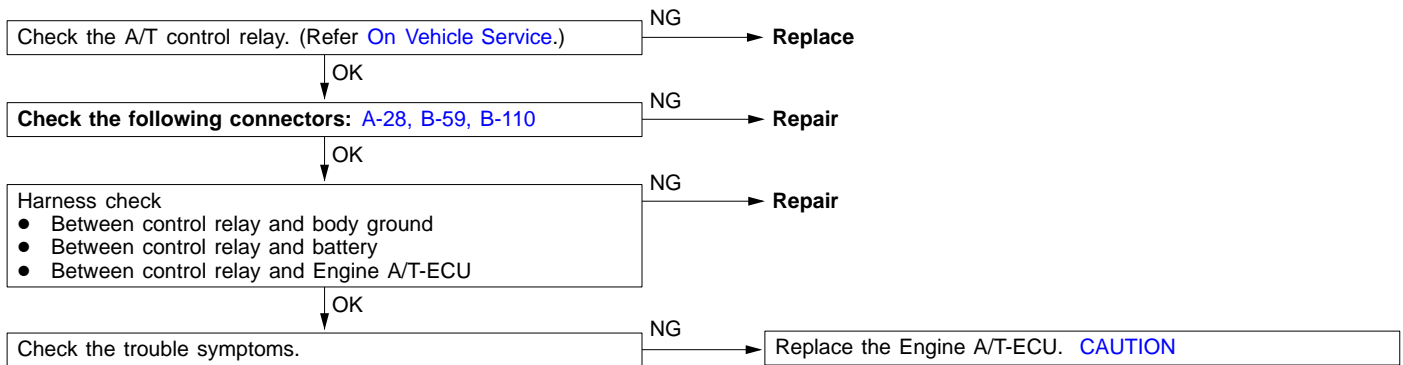 NG
Check the A/T control relay. (Refer On Vehicle Service.)
Replace
OK
NG
Check the following connectors: A-28, B-59, B-110
Repair
OK
NG
Harness check
Repair
● Between control relay and body ground
● Between control relay and battery
● Between control relay and Engine A/T-ECU
OK
NG
Check the trouble symptoms.
Replace the Engine A/T-ECU. CAUTION